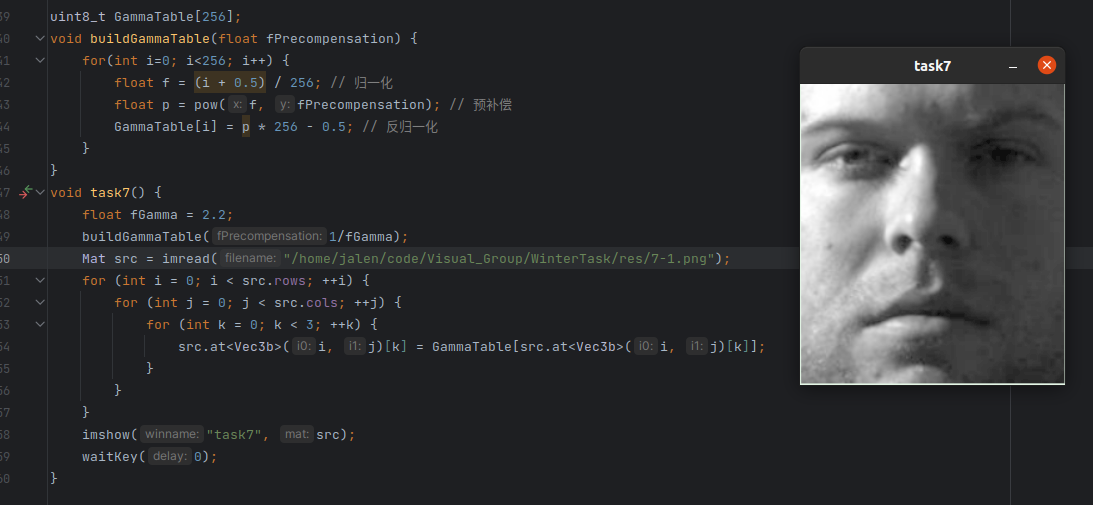 39 uint8_t GammaTable[256];
40 void buildGammaTable(float fPrecompensation) {
41 for(int i=0; i<256; i++) {
42 float f = (i + 0.5) / 256; // 归一化
43 float p = pow( x: f, y: fPrecompensation); // 预补偿
44 GammaTable[i] = p * 256 - 0.5; // 反归一化
45 }
46 }
47 void task7() {
48 float fGamma = 2.2;
49 buildGammaTable( fPrecompensation: 1/fGamma);
50 Mat src = imread( filename: "/home/jalen/code/Visual_Group/WinterTask/res/7-1.png");
51 for (int i = 0; i < src.rows; ++i) {
52 for (int j = 0; j < src.cols; ++j) {
53 for (int k = 0; k < 3; ++k) {
54 src.at<Vec3b>( i0: i, i1: j)[k] = GammaTable[src.at<Vec3b>( i0: i, i1: j)[k]];
55 }
56 }
57 }
58 imshow( winname: "task7", mat: src);
59 waitKey( delay: 0);
60 }
task7